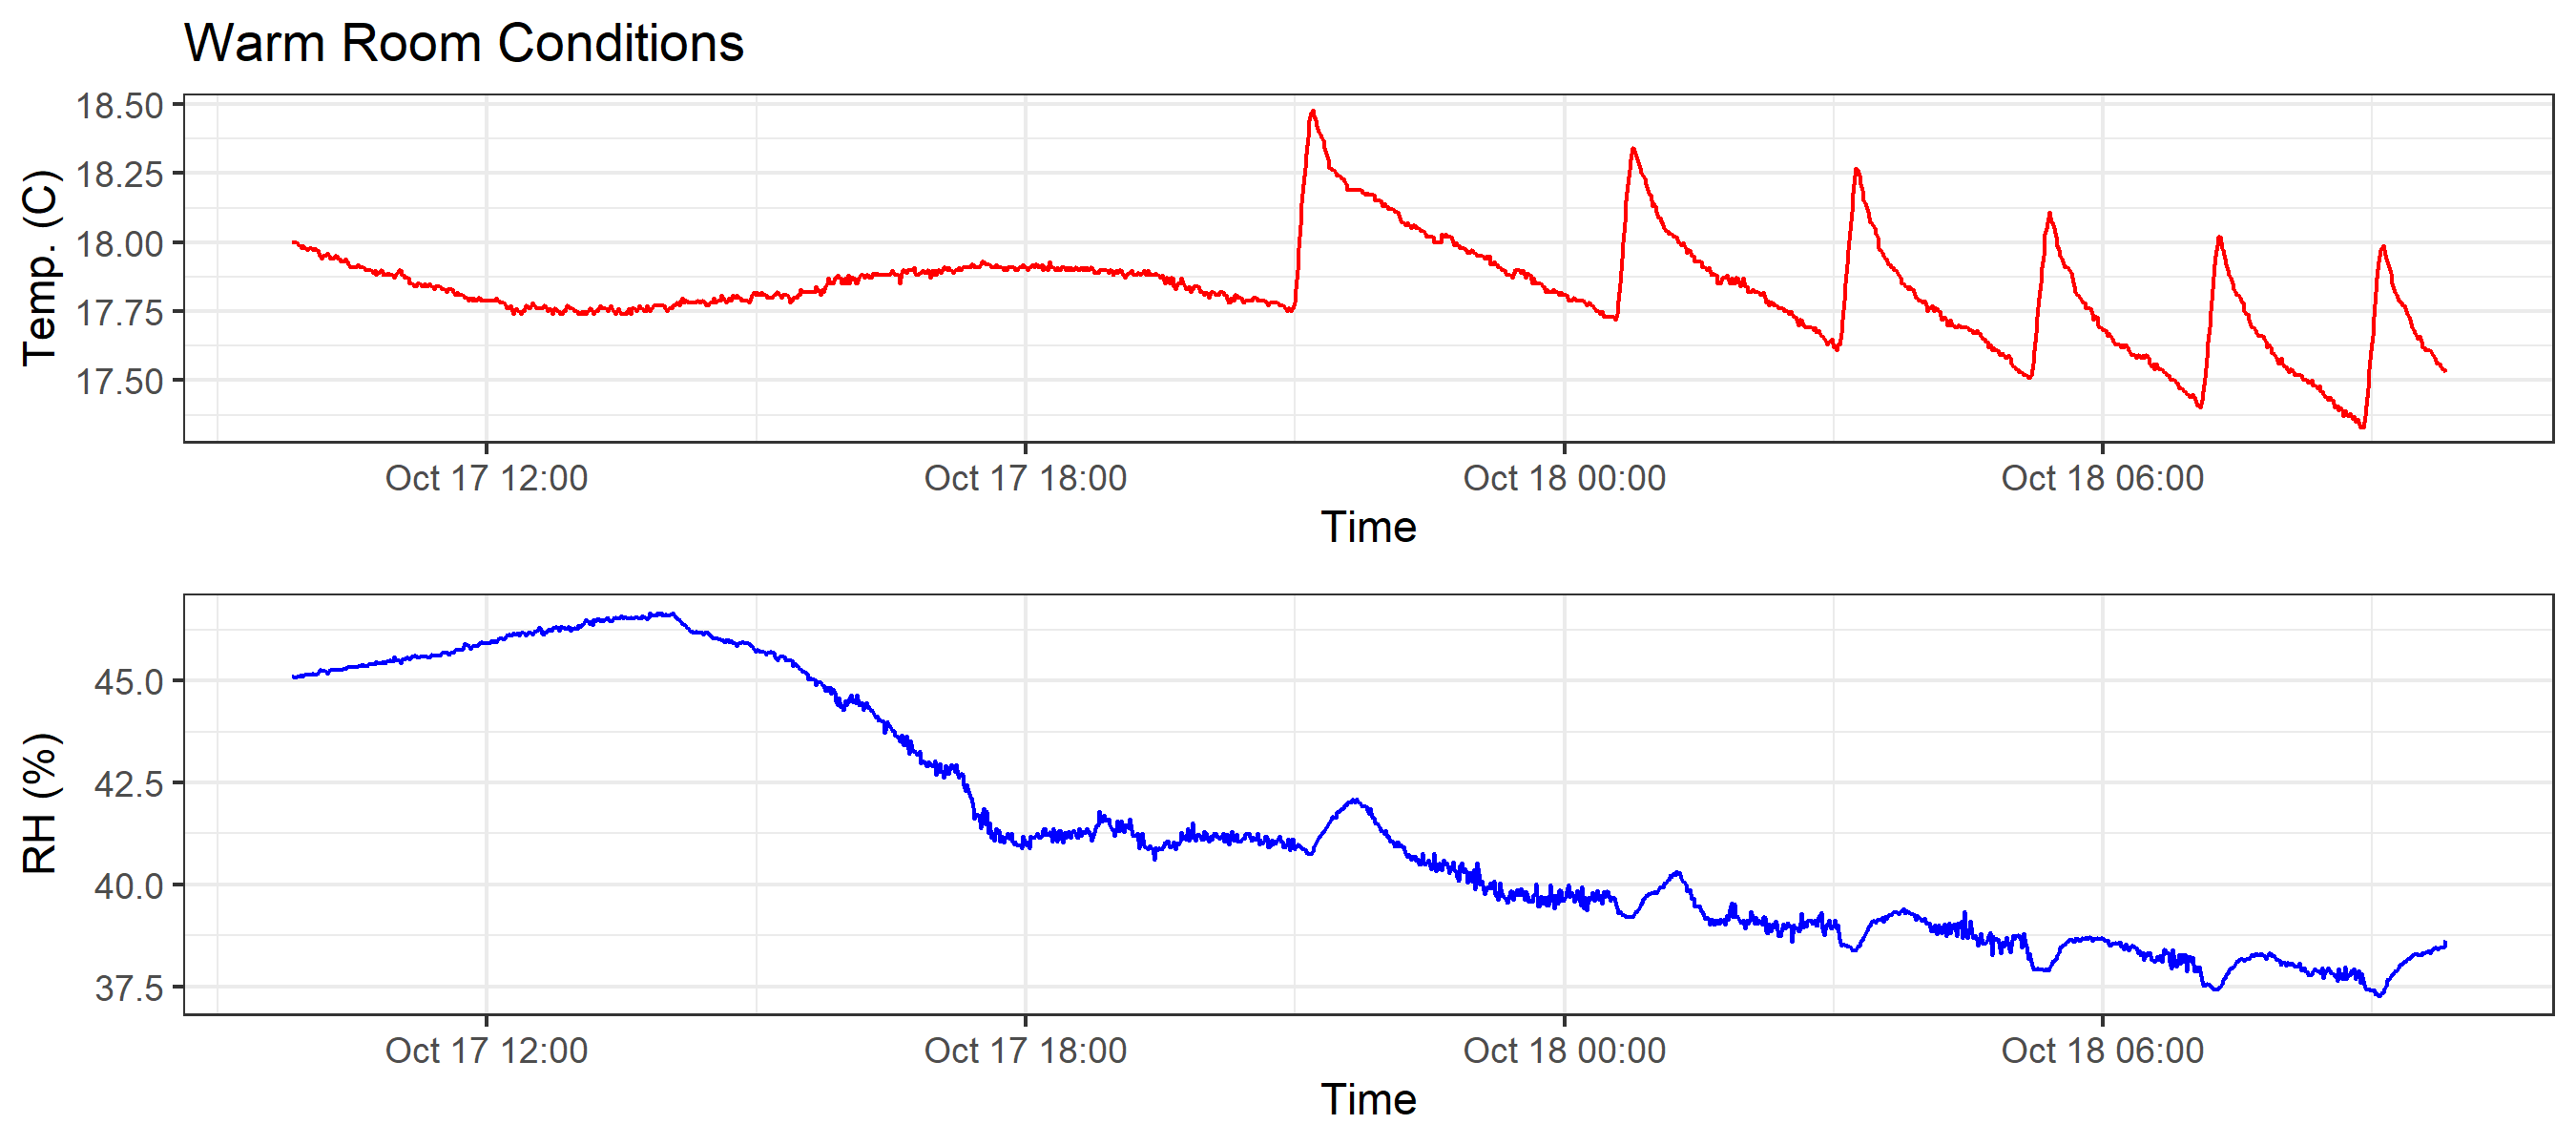 Warm Room Conditions
Temp. (C)
18.50
18.25
18.00
17.75
17.50
Oct 17 12:00 Oct 17 18:00 Oct 18 00:00 Oct 18 06:00
Time
RH (%)
45.0
42.5
40.0
37.5
Oct 17 12:00 Oct 17 18:00 Oct 18 00:00 Oct 18 06:00
Time